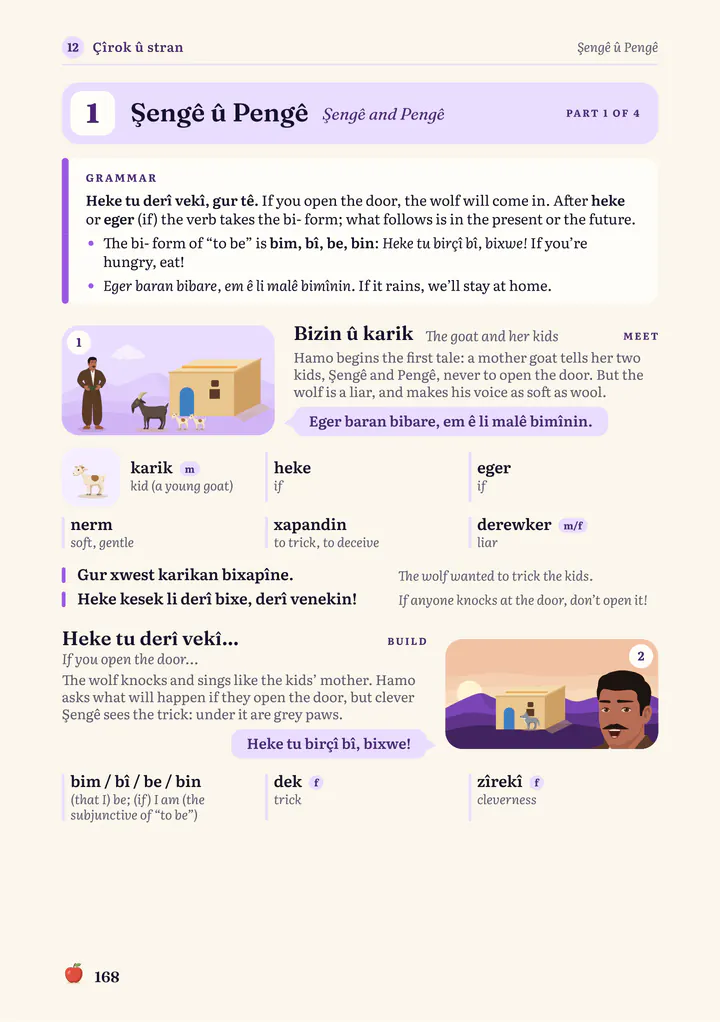 12 Çîrok û stran
Şengê û Pengê
1 Şengê û Pengê Şengê and Pengê PART 1 OF 4
GRAMMAR
Heke tu derî vekî, gur tê. If you open the door, the wolf will come in. After heke
or eger (if) the verb takes the bi- form; what follows is in the present or the future.
• The bi- form of “to be” is bim, bî, be, bin: Heke tu birçî bî, bixwe! If you’re
hungry, eat!
• Eger baran bibare, em ê li malê bimînin. If it rains, we’ll stay at home.
1
Bizin û karik The goat and her kids MEET
Hamo begins the first tale: a mother goat tells her two
kids, Şengê and Pengê, never to open the door. But the
wolf is a liar, and makes his voice as soft as wool.
Eger baran bibare, em ê li malê bimînin.
karik m
kid (a young goat)
heke
if
eger
if
nerm
soft, gentle
xapandin
to trick, to deceive
derewker m/f
liar
Gur xwest karikan bixapîne. The wolf wanted to trick the kids.
Heke kesek li derî bixe, derî venekin! If anyone knocks at the door, don’t open it!
Heke tu derî vekî… BUILD
If you open the door…
The wolf knocks and sings like the kids’ mother. Hamo
asks what will happen if they open the door, but clever
Şengê sees the trick: under it are grey paws.
Heke tu birçî bî, bixwe!
2
bim / bî / be / bin
(that I) be; (if) I am (the
subjunctive of “to be”)
dek f
trick
zîrekî f
cleverness
168